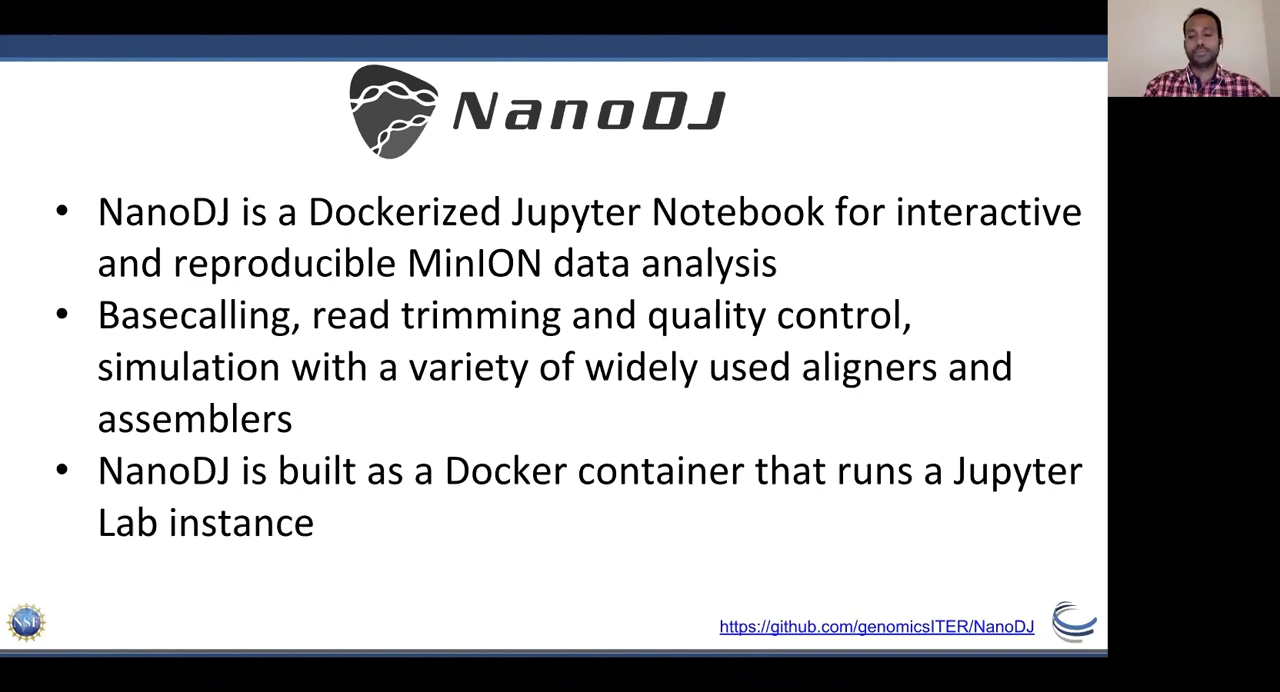 NanoDJ
• NanoDJ is a Dockerized Jupyter Notebook for interactive
and reproducible MinION data analysis
• Basecalling, read trimming and quality control,
simulation with a variety of widely used aligners and
assemblers
• NanoDJ is built as a Docker container that runs a Jupyter
Lab instance
NSF
https://github.com/genomicsITER/NanoDJ